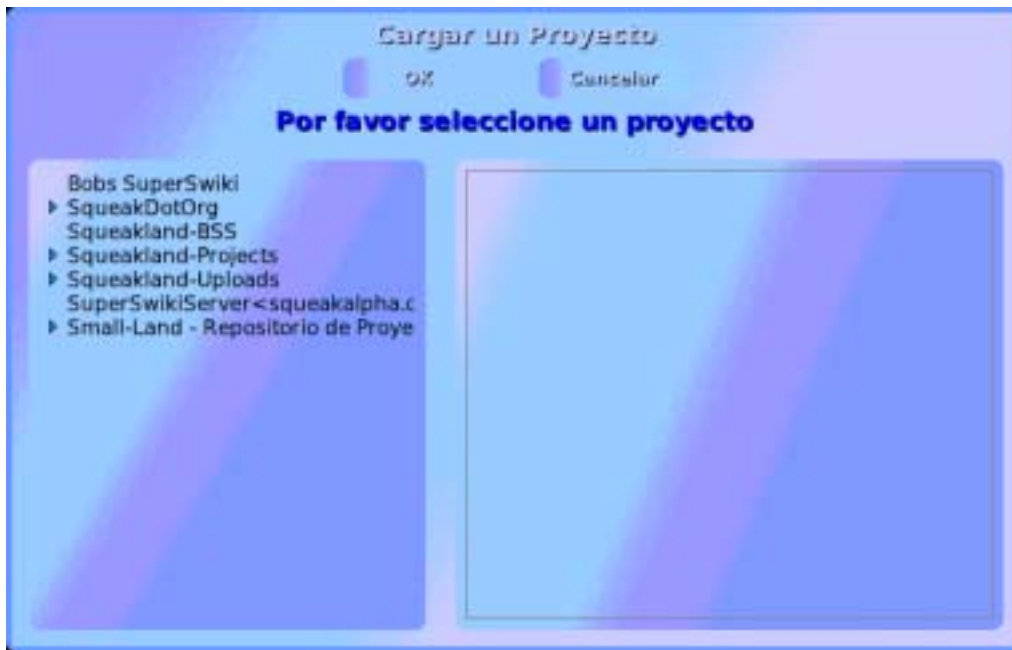 Cargar un Proyecto
OK Cancelar
Por favor seleccione un proyecto
Bobs SuperSwiki
SqueakDotOrg
Squeakland-BSS
Squeakland-Projects
Squeakland-Uploads
SuperSwikiServer<squeakalpha.c
Small-Land - Repositorio de Proye